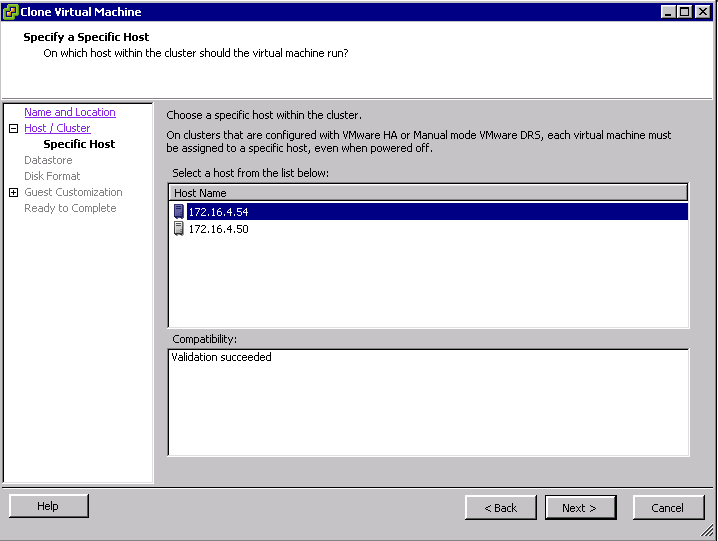 Clone Virtual Machine
Specify a Specific Host
On which host within the cluster should the virtual machine run?
Name and Location
Host / Cluster
Specific Host
Datastore
Disk Format
Guest Customization
Ready to Complete
Choose a specific host within the cluster.
On clusters that are configured with VMware HA or Manual mode VMware DRS, each virtual machine must
be assigned to a specific host, even when powered off.
Select a host from the list below:
Host Name
172.16.4.54
172.16.4.50
Compatibility:
Validation succeeded
Help
< Back
Next >
Cancel